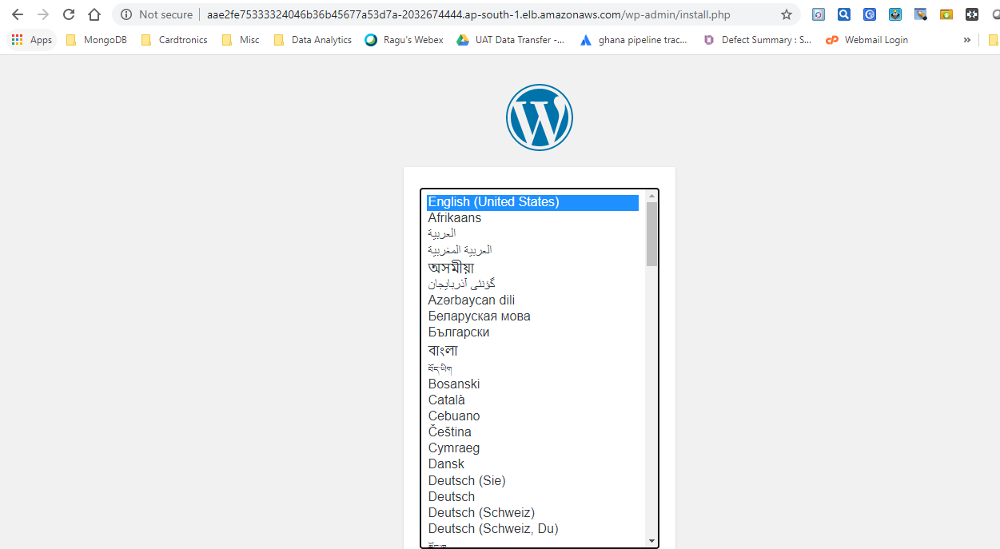 Not secure aae2fe75333324046b36b45677a53d7a-2032674444.ap-south-1.elb.amazonaws.com/wp-admin/install.php
Apps MongoDB Cardtronics Misc Data Analytics Ragu's Webex UAT Data Transfer -... ghana pipeline trac... Defect Summary : S... Webmail Login »
English (United States)
Afrikaans
العربية
العربية المغربية
অসমীয়া
گؤنئی آذربایجان
Azərbaycan dili
Беларуская мова
Български
বাংলা
བོད་ཡིག
Bosanski
Català
Cebuano
Čeština
Cymraeg
Dansk
Deutsch (Sie)
Deutsch
Deutsch (Schweiz)
Deutsch (Schweiz, Du)